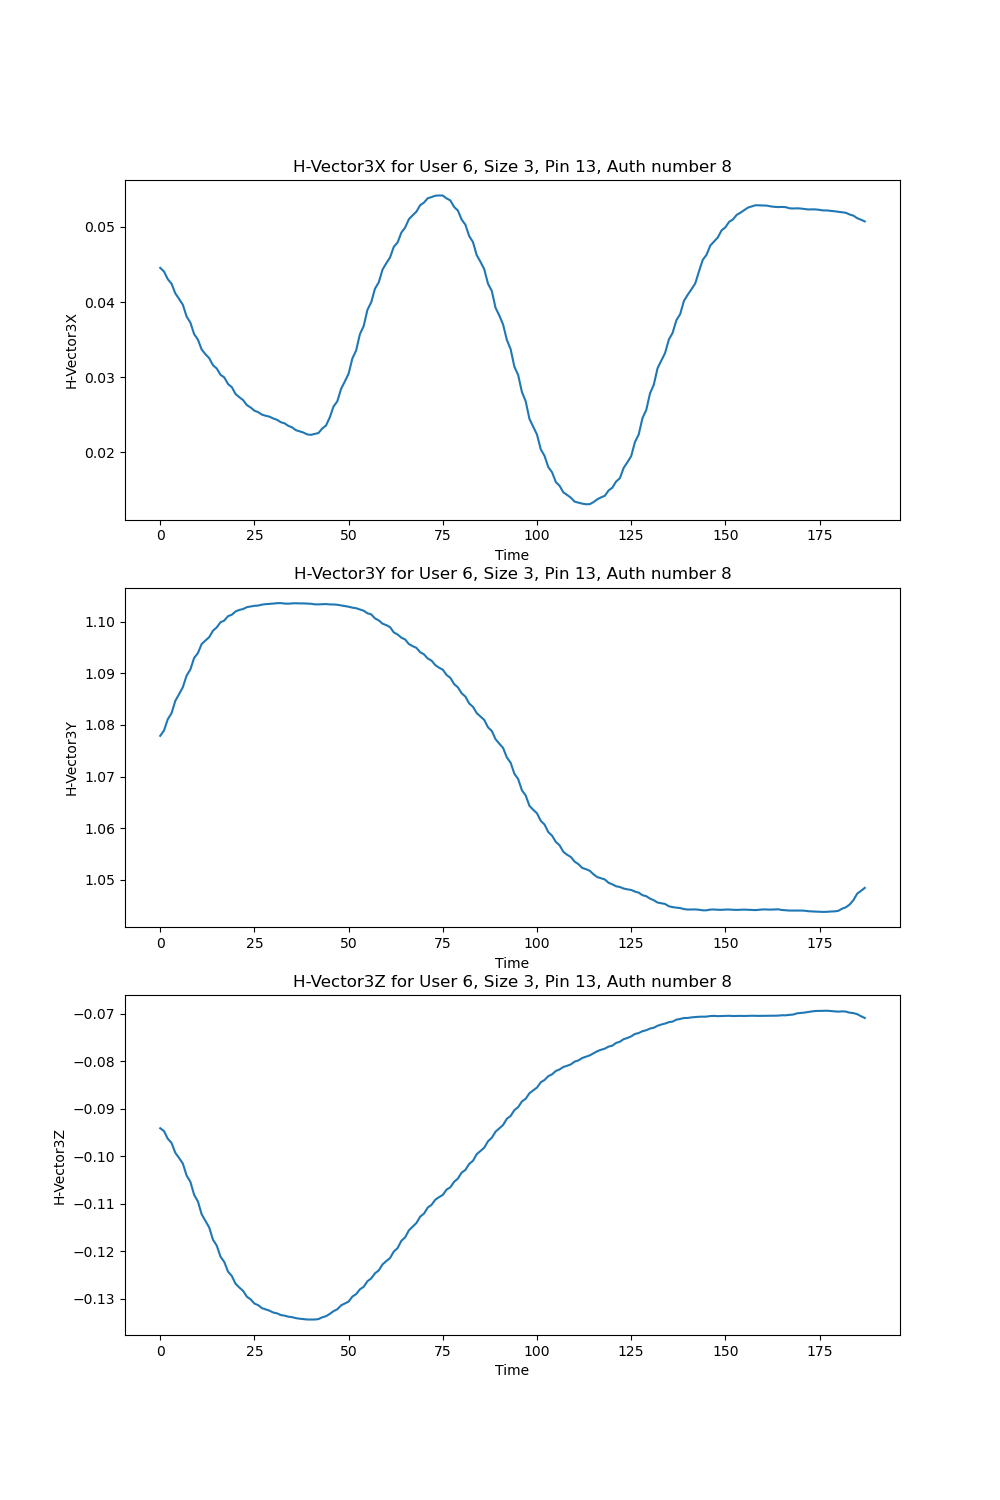 H-Vector3X for User 6, Size 3, Pin 13, Auth number 8
0.05
0.04
0.03
0.02
H-Vector3X
0 25 50 75 100 125 150 175
Time
H-Vector3Y for User 6, Size 3, Pin 13, Auth number 8
1.10
1.09
1.08
1.07
1.06
1.05
H-Vector3Y
0 25 50 75 100 125 150 175
Time
H-Vector3Z for User 6, Size 3, Pin 13, Auth number 8
−0.07
−0.08
−0.09
−0.10
−0.11
−0.12
−0.13
H-Vector3Z
0 25 50 75 100 125 150 175
Time